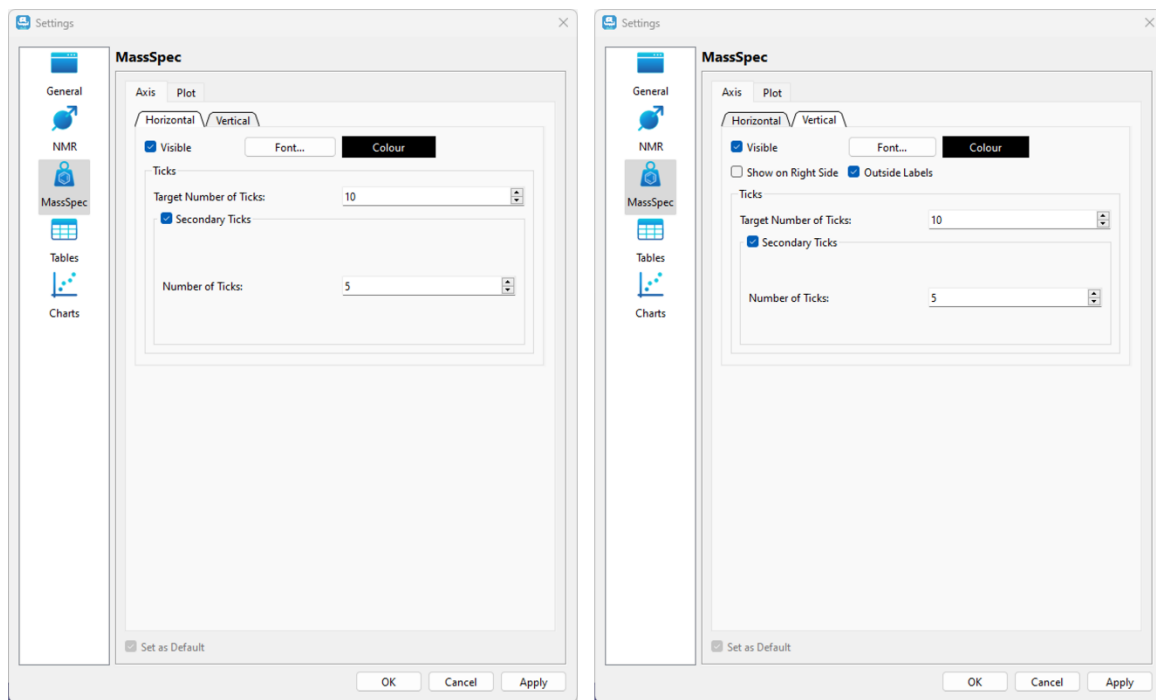 Settings
MassSpec
General
NMR
MassSpec
Tables
Charts
Axis Plot
Horizontal Vertical
Visible Font... Colour
Ticks
Target Number of Ticks: 10
Secondary Ticks
Number of Ticks: 5
Set as Default
OK Cancel Apply
Settings
MassSpec
General
NMR
MassSpec
Tables
Charts
Axis Plot
Horizontal Vertical
Visible Font... Colour
Show on Right Side Outside Labels
Ticks
Target Number of Ticks: 10
Secondary Ticks
Number of Ticks: 5
Set as Default
OK Cancel Apply